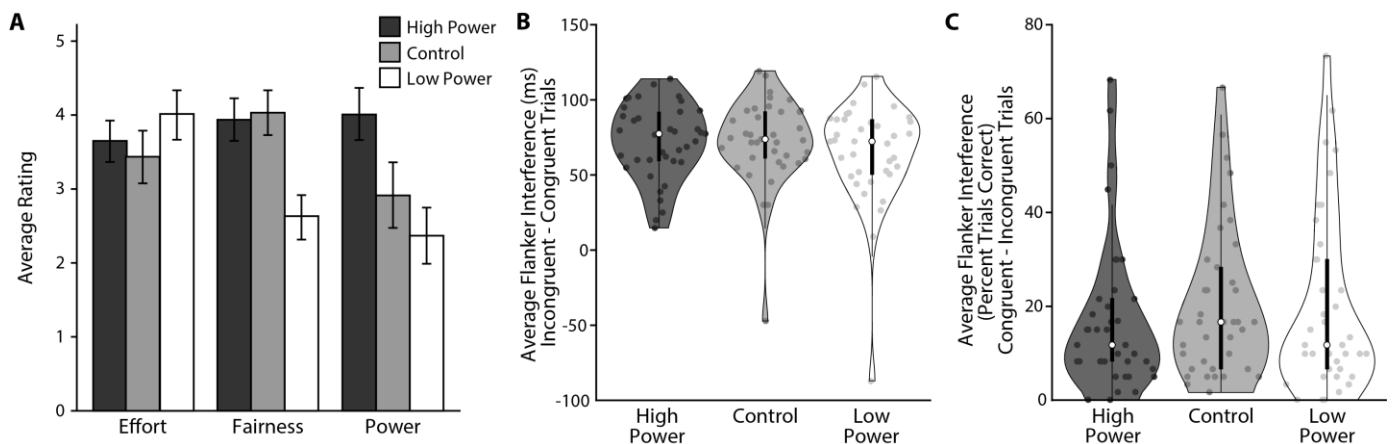 A
Average Rating
5
4
3
2
1
0
High Power
Control
Low Power
Effort
Fairness
Power
B
Average Flanker Interference (ms)
Incongruent - Congruent Trials
150
100
50
0
-50
-100
High
Power
Control
Low
Power
C
Average Flanker Interference
(Percent Trials Correct)
Congruent - Incongruent Trials
80
60
40
20
0
High
Power
Control
Low
Power